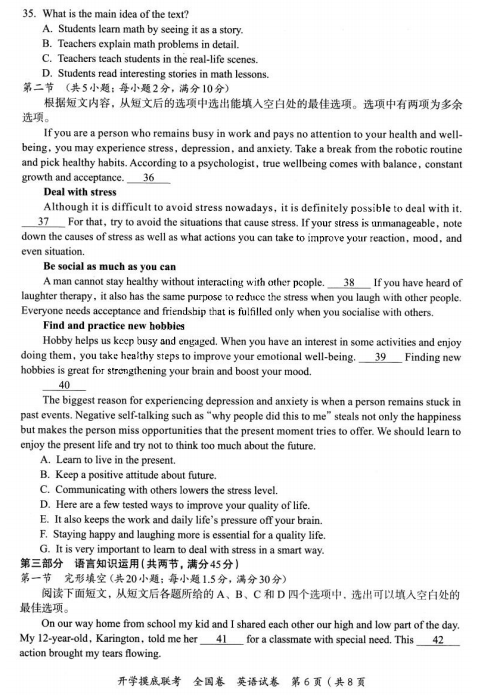 35. What is the main idea of the text?
A. Students learn math by seeing it as a story.
B. Teachers explain math problems in detail.
C. Teachers teach students in the real-life scenes.
D. Students read interesting stories in math lessons.
第二节 (共5小题;每小题2分,满分10分)
根据短文内容,从短文后的选项中选出能填入空白处的最佳选项。选项中有两项为多余
选项。
If you are a person who remains busy in work and pays no attention to your health and well-
being, you may experience stress, depression, and anxiety. Take a break from the robotic routine
and pick healthy habits. According to a psychologist, true wellbeing comes with balance, constant
growth and acceptance. 36
Deal with stress
Although it is difficult to avoid stress nowadays, it is definitely possible to deal with it.
37 For that, try to avoid the situations that cause stress. If your stress is unmanageable, note
down the causes of stress as well as what actions you can take to improve your reaction, mood, and
even situation.
Be social as much as you can
A man cannot stay healthy without interacting with other people. 38 If you have heard of
laughter therapy, it also has the same purpose to reduce the stress when you laugh with other people.
Everyone needs acceptance and friendship that is fulfilled only when you socialise with others.
Find and practice new hobbies
Hobby helps us keep busy and engaged. When you have an interest in some activities and enjoy
doing them, you take healthy steps to improve your emotional well-being. 39 Finding new
hobbies is great for strengthening your brain and boost your mood.
40
The biggest reason for experiencing depression and anxiety is when a person remains stuck in
past events. Negative self-talking such as "why people did this to me" steals not only the happiness
but makes the person miss opportunities that the present moment tries to offer. We should learn to
enjoy the present life and try not to think too much about the future.
A. Learn to live in the present.
B. Keep a positive attitude about future.
C. Communicating with others lowers the stress level.
D. Here are a few tested ways to improve your quality of life.
E. It also keeps the work and daily life's pressure off your brain.
F. Staying happy and laughing more is essential for a quality life.
G. It is very important to learn to deal with stress in a smart way.
第三部分 语言知识运用(共两节,满分45分)
第一节 完形填空(共20小题;每小题1.5分,满分30分)
阅读下面短文,从短文后各题所给的 A、B、C 和 D 四个选项中,选出可以填入空白处的
最佳选项。
On our way home from school my kid and I shared each other our high and low part of the day.
My 12-year-old, Karington, told me her 41 for a classmate with special need. This 42
action brought my tears flowing.
开学摸底联考 全国卷 英语试卷 第 6 页(共 8 页